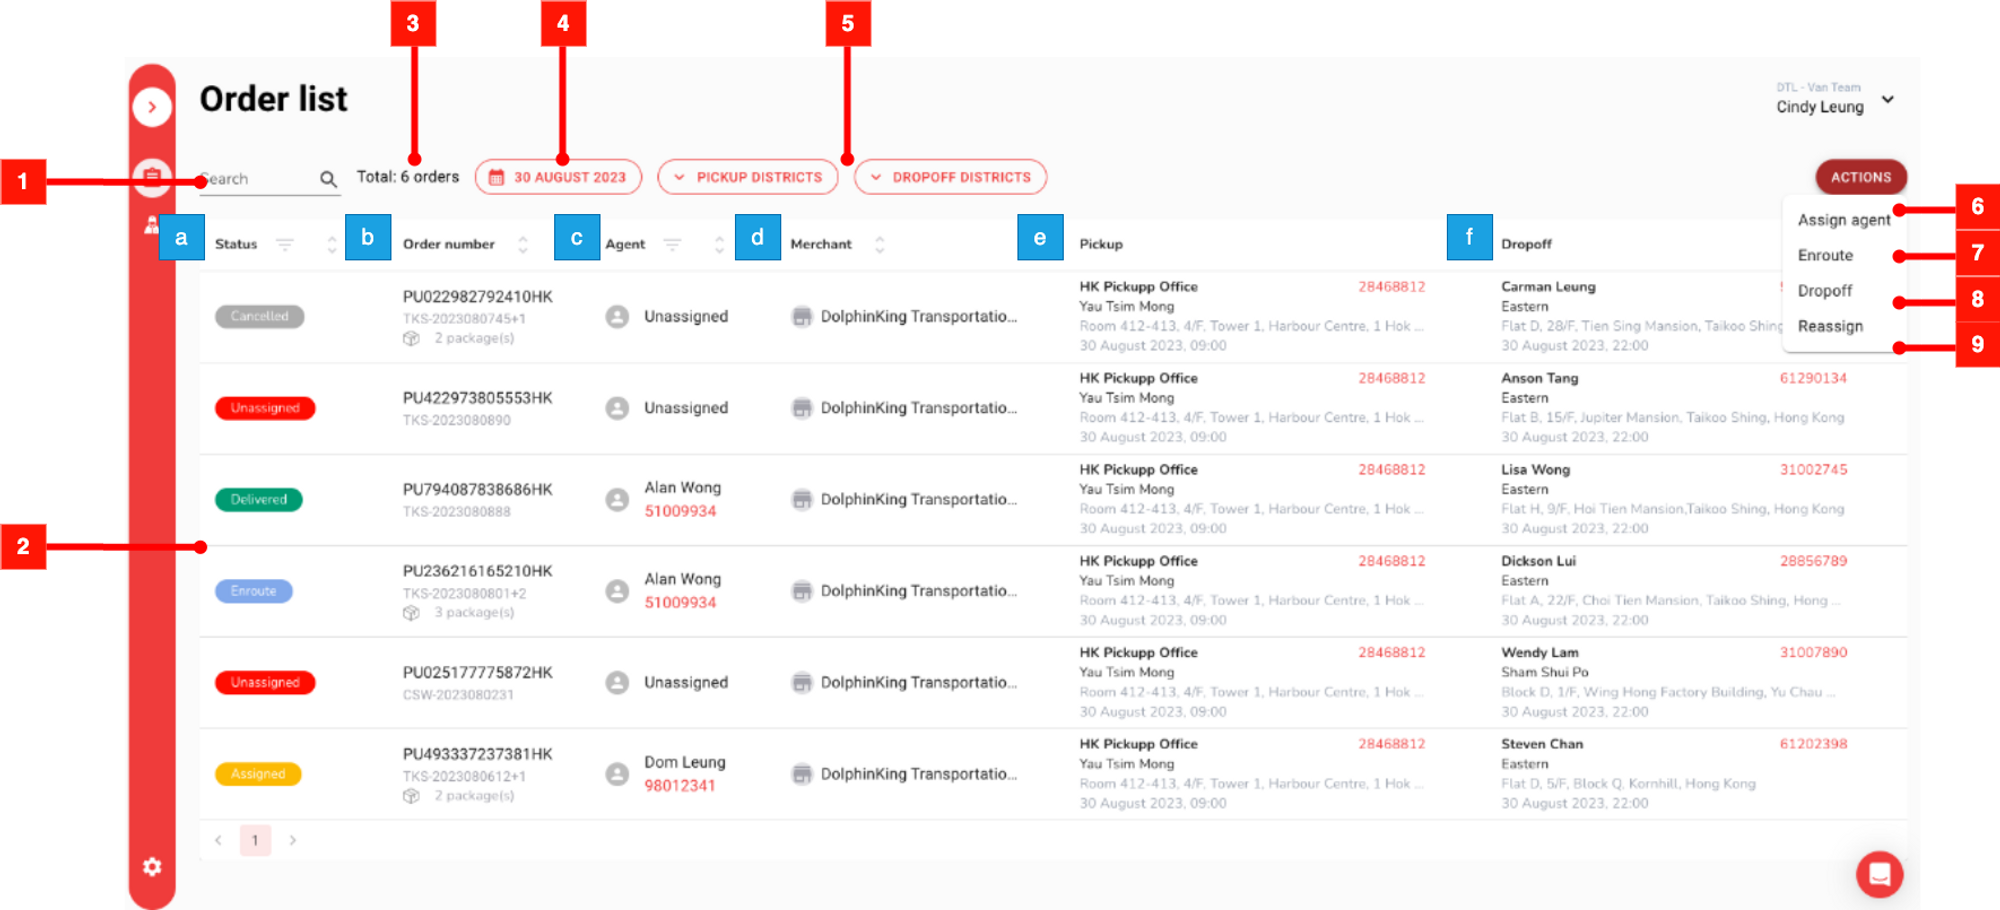 3
4
5
Order list
DTL - Van Team
Cindy Leung
1
Search
Total: 6 orders
30 AUGUST 2023
PICKUP DISTRICTS
DROPOFF DISTRICTS
ACTIONS
Assign agent
6
Enroute
7
Dropoff
8
Reassign
9
a
Status
b
Order number
c
Agent
d
Merchant
e
Pickup
f
Dropoff
Cancelled
PU022982792410HK
TKS-2023080745+1
2 package(s)
Unassigned
DolphinKing Transportatio...
HK Pickupp Office
28468812
Yau Tsim Mong
Room 412-413, 4/F, Tower 1, Harbour Centre, 1 Hok ...
30 August 2023, 09:00
Carman Leung
Eastern
Flat D, 28/F, Tien Sing Mansion, Taikoo Shing
30 August 2023, 22:00
Unassigned
PU422973805553HK
TKS-2023080890
Unassigned
DolphinKing Transportatio...
HK Pickupp Office
28468812
Yau Tsim Mong
Room 412-413, 4/F, Tower 1, Harbour Centre, 1 Hok ...
30 August 2023, 09:00
Anson Tang
61290134
Eastern
Flat B, 15/F, Jupiter Mansion, Taikoo Shing, Hong Kong
30 August 2023, 22:00
2
Delivered
PU794087838686HK
TKS-2023080888
Alan Wong
51009934
DolphinKing Transportatio...
HK Pickupp Office
28468812
Yau Tsim Mong
Room 412-413, 4/F, Tower 1, Harbour Centre, 1 Hok ...
30 August 2023, 09:00
Lisa Wong
31002745
Eastern
Flat H, 9/F, Hoi Tien Mansion,Taikoo Shing, Hong Kong
30 August 2023, 22:00
Enroute
PU236216165210HK
TKS-2023080801+2
3 package(s)
Alan Wong
51009934
DolphinKing Transportatio...
HK Pickupp Office
28468812
Yau Tsim Mong
Room 412-413, 4/F, Tower 1, Harbour Centre, 1 Hok ...
30 August 2023, 09:00
Dickson Lui
28856789
Eastern
Flat A, 22/F, Choi Tien Mansion, Taikoo Shing, Hong ...
30 August 2023, 22:00
Unassigned
PU025177775872HK
CSW-2023080231
Unassigned
DolphinKing Transportatio...
HK Pickupp Office
28468812
Yau Tsim Mong
Room 412-413, 4/F, Tower 1, Harbour Centre, 1 Hok ...
30 August 2023, 09:00
Wendy Lam
31007890
Sham Shui Po
Block D, 1/F, Wing Hong Factory Building, Yu Chau ...
30 August 2023, 22:00
Assigned
PU493337237381HK
TKS-2023080612+1
2 package(s)
Dom Leung
98012341
DolphinKing Transportatio...
HK Pickupp Office
28468812
Yau Tsim Mong
Room 412-413, 4/F, Tower 1, Harbour Centre, 1 Hok ...
30 August 2023, 09:00
Steven Chan
61202398
Eastern
Flat D, 5/F, Block Q, Kornhill, Hong Kong
30 August 2023, 22:00
1